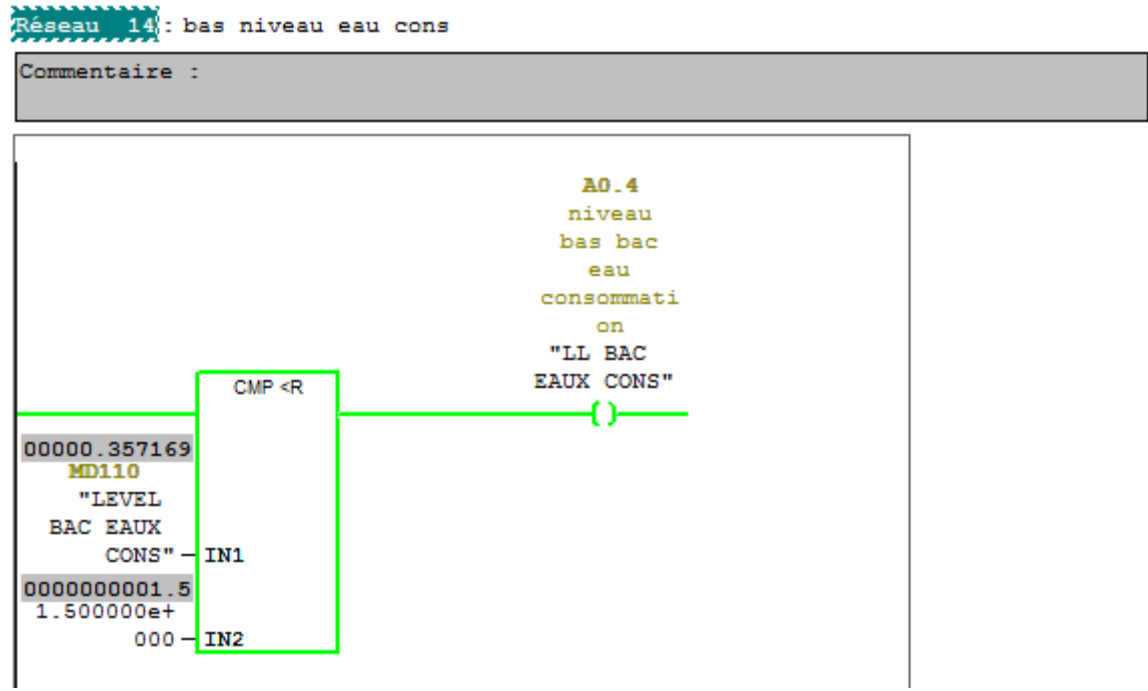 Réseau 14 : bas niveau eau cons
Commentaire :
A0.4
niveau
bas bac
eau
consommati
on
"LL BAC
EAUX CONS"
CMP <R
00000.357169
MD110
"LEVEL
BAC EAUX
CONS"
IN1
0000000001.5
1.500000e+
000
IN2